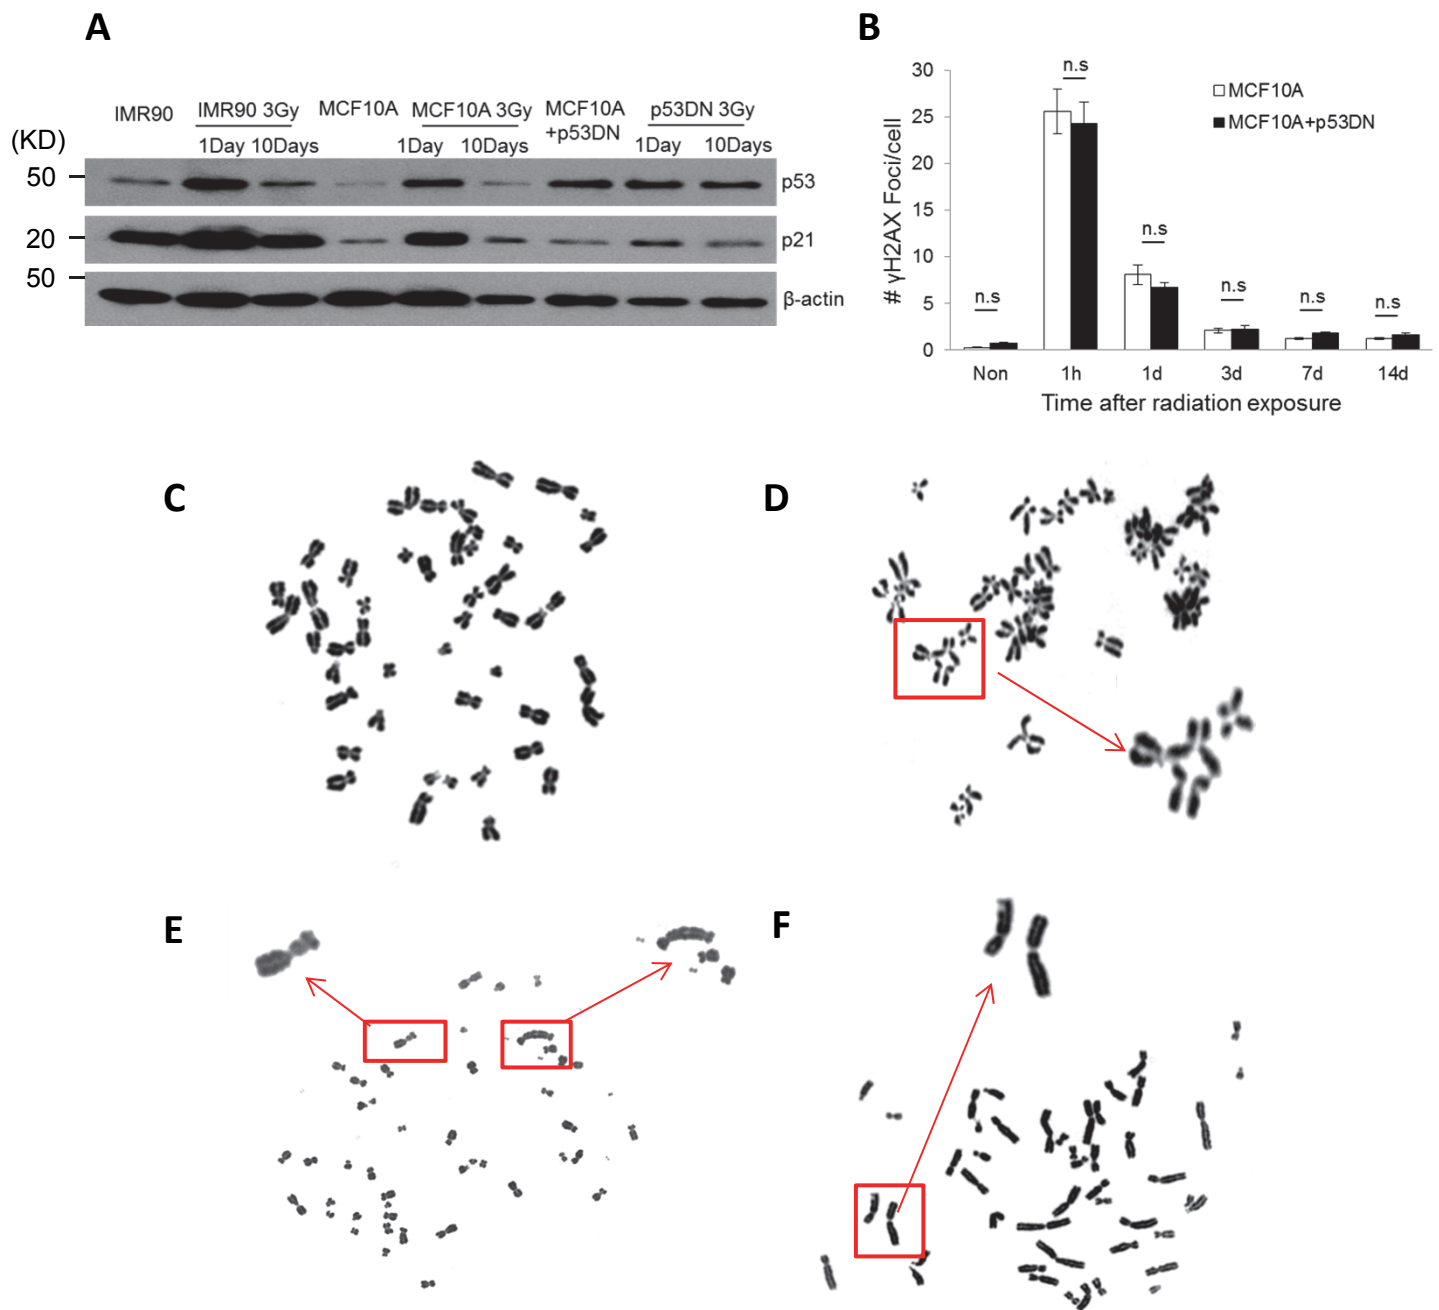 A
IMR90
IMR90 3Gy
MCF10A
MCF10A 3Gy
MCF10A
+p53DN
p53DN 3Gy
(KD)
1Day 10Days
1Day 10Days
1Day 10Days
50
p53
20
p21
50
β-actin
B
30
25
20
15
10
5
0
# γH2AX Foci/cell
n.s
n.s
n.s
n.s
n.s
n.s
MCF10A
MCF10A+p53DN
Non 1h 1d 3d 7d 14d
Time after radiation exposure
C
D
E
F